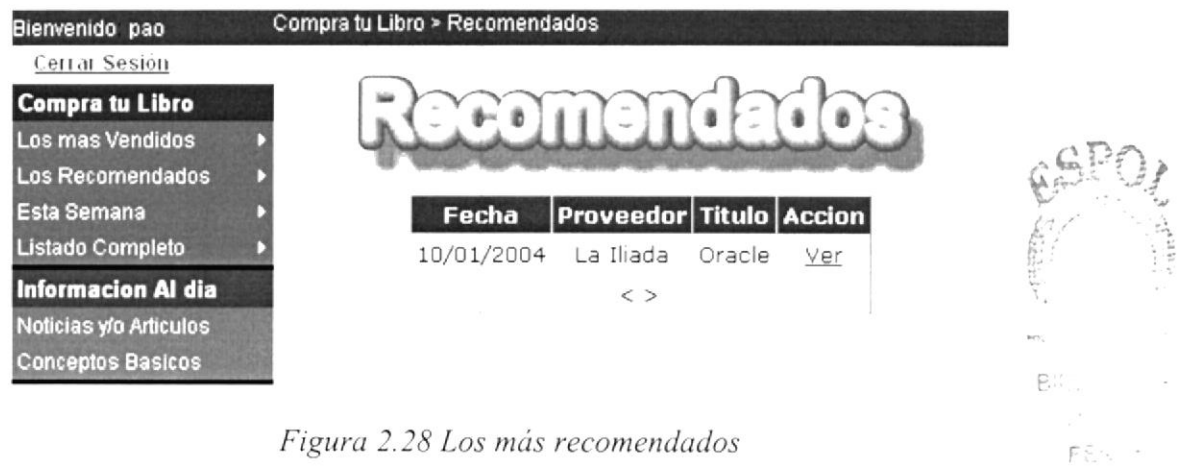 Bienvenido pao
Compra tu Libro > Recomendados
Cerrar Sesión
Compra tu Libro
Los mas Vendidos
Los Recomendados
Esta Semana
Listado Completo
Informacion Al dia
Noticias y/o Articulos
Conceptos Basicos
Recomendados
Fecha Proveedor Titulo Accion
10/01/2004 La Iliada Oracle Ver
< >
Figura 2.28 Los más recomendados
ESPOL